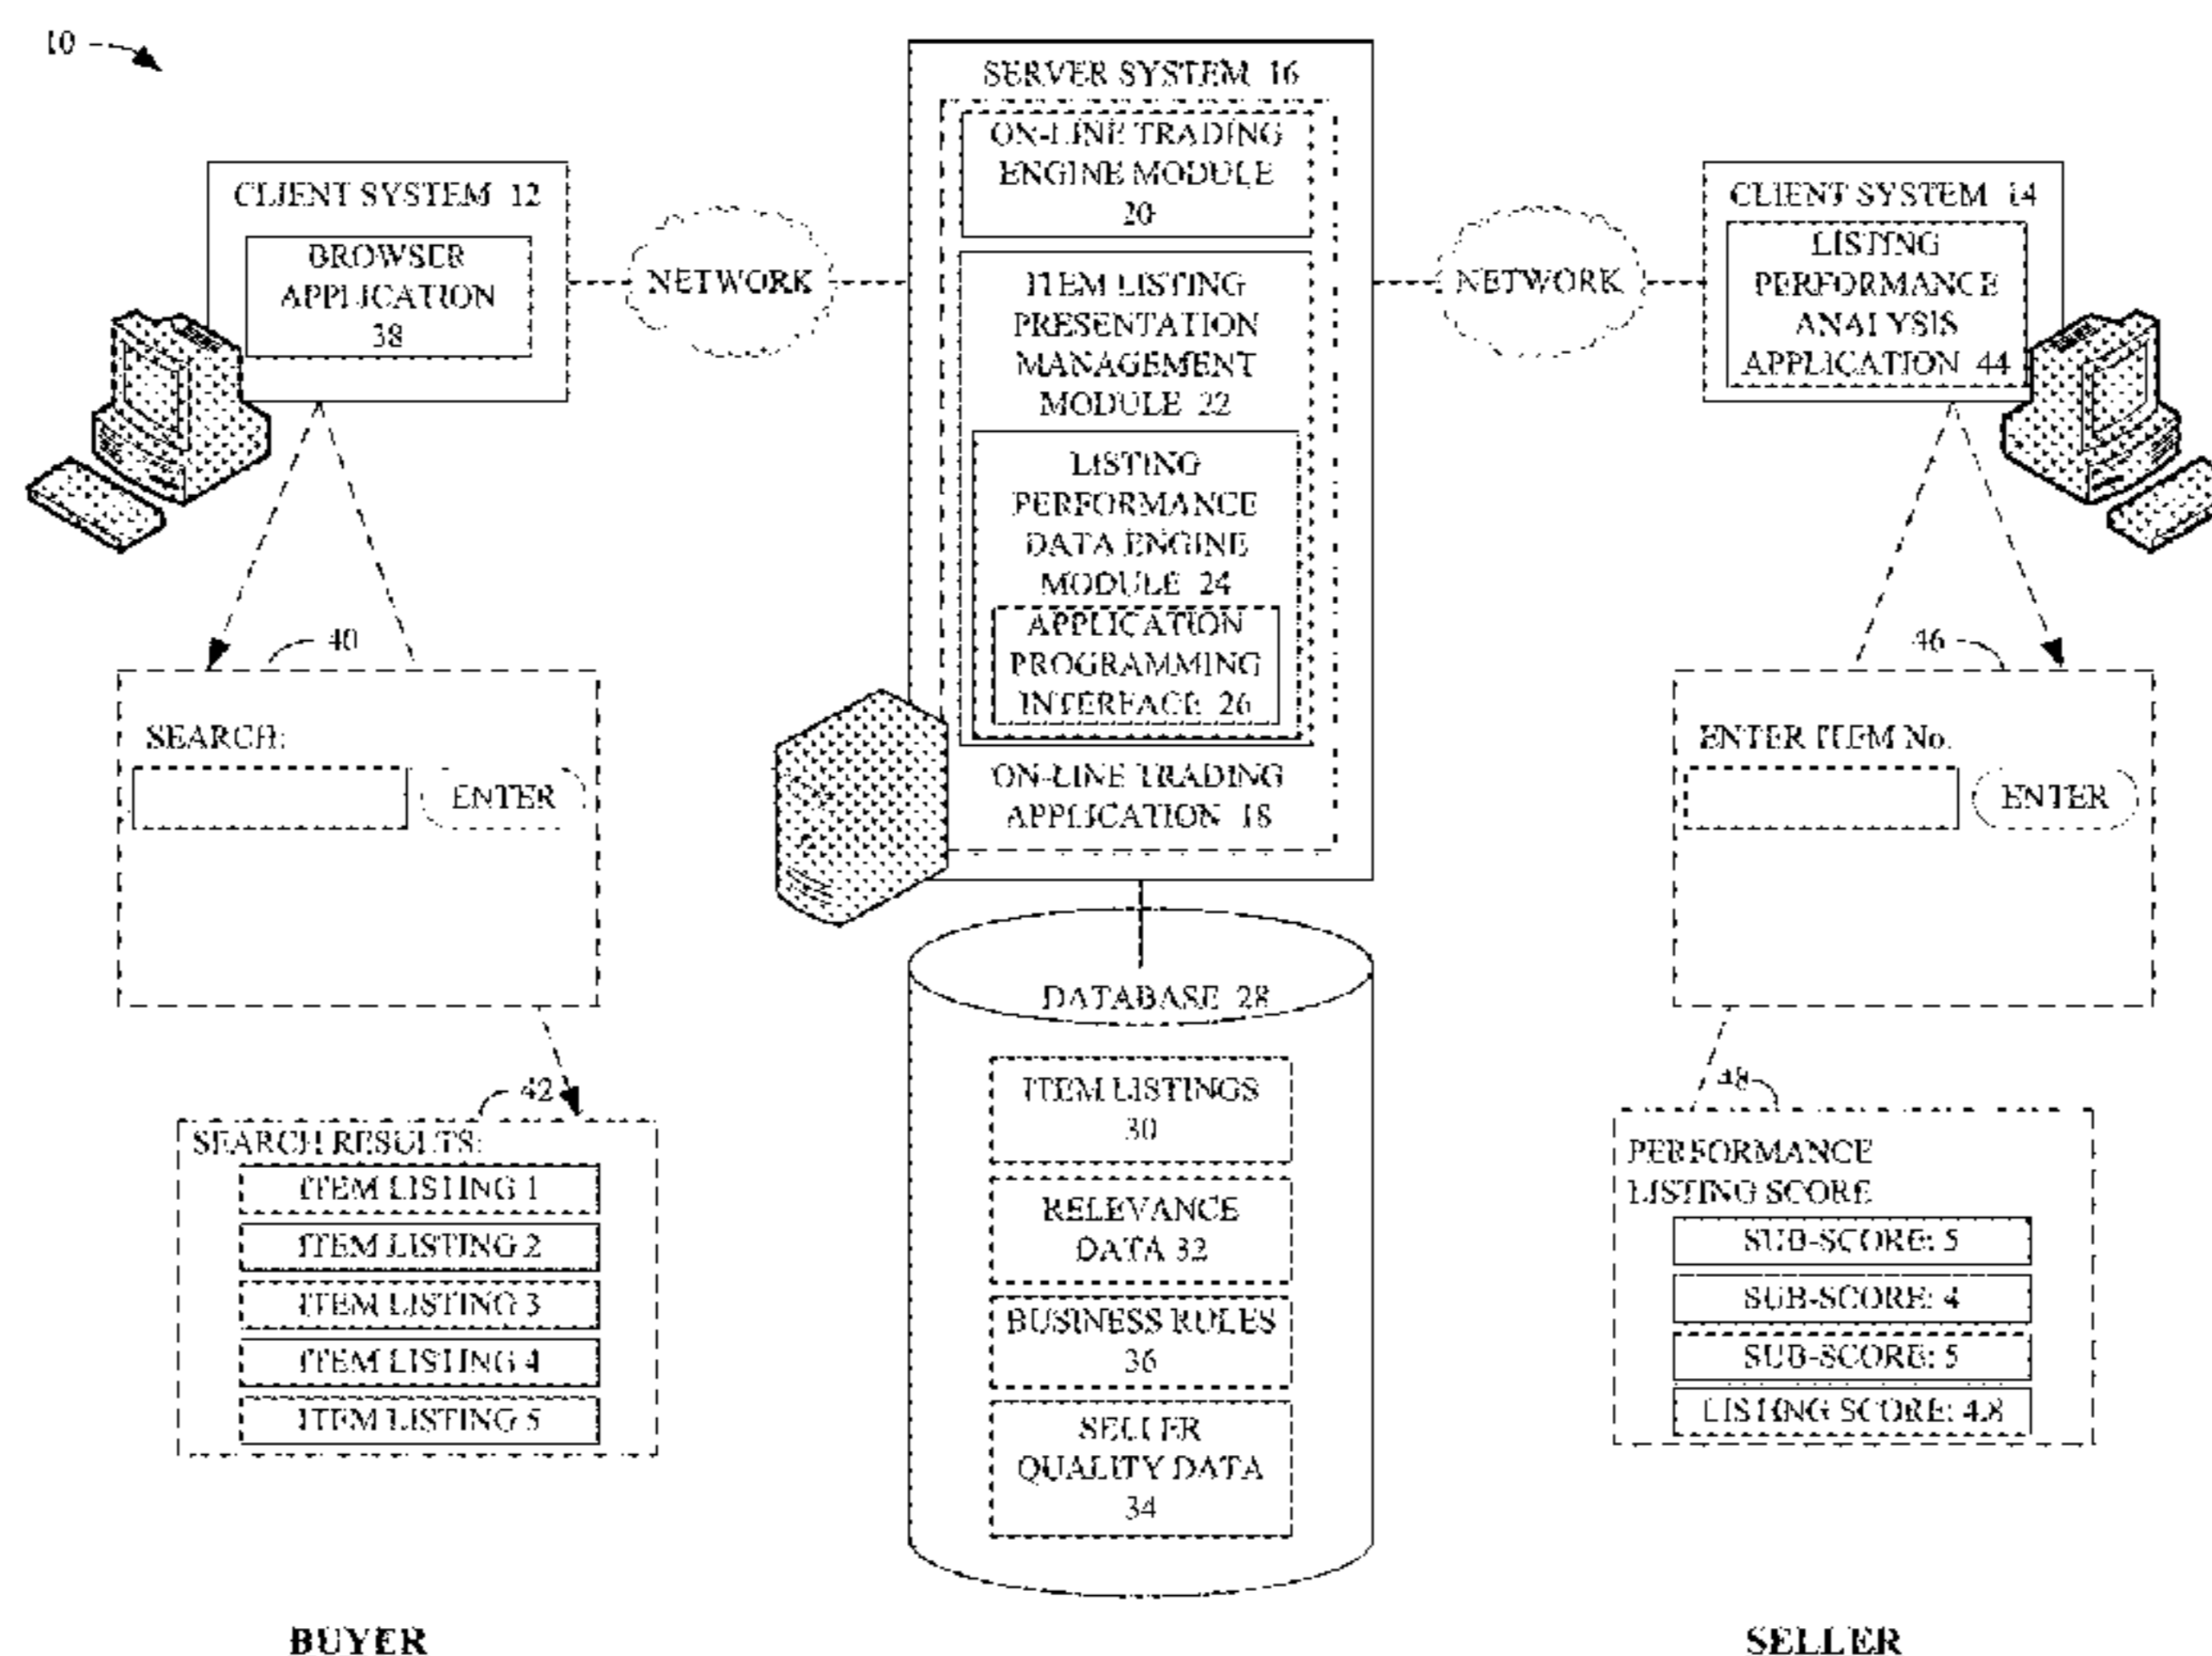 10
SERVER SYSTEM 16
ON-LINE TRADING
ENGINE MODULE
20
ITEM LISTING
PRESENTATION
MANAGEMENT
MODULE 22
LISTING
PERFORMANCE
DATA ENGINE
MODULE 24
APPLICATION
PROGRAMMING
INTERFACE 26
ON-LINE TRADING
APPLICATION 18
CLIENT SYSTEM 12
BROWSER
APPLICATION
38
NETWORK
NETWORK
CLIENT SYSTEM 14
LISTING
PERFORMANCE
ANALYSIS
APPLICATION 44
40
SEARCH:
ENTER
42
SEARCH RESULTS:
ITEM LISTING 1
ITEM LISTING 2
ITEM LISTING 3
ITEM LISTING 4
ITEM LISTING 5
DATABASE 28
ITEM LISTINGS
30
RELEVANCE
DATA 32
BUSINESS RULES
36
SELLER
QUALITY DATA
34
46
ENTER ITEM No.
ENTER
48
PERFORMANCE
LISTING SCORE
SUB-SCORE: 5
SUB-SCORE: 4
SUB-SCORE: 5
LISTING SCORE: 4.8
BUYER
SELLER